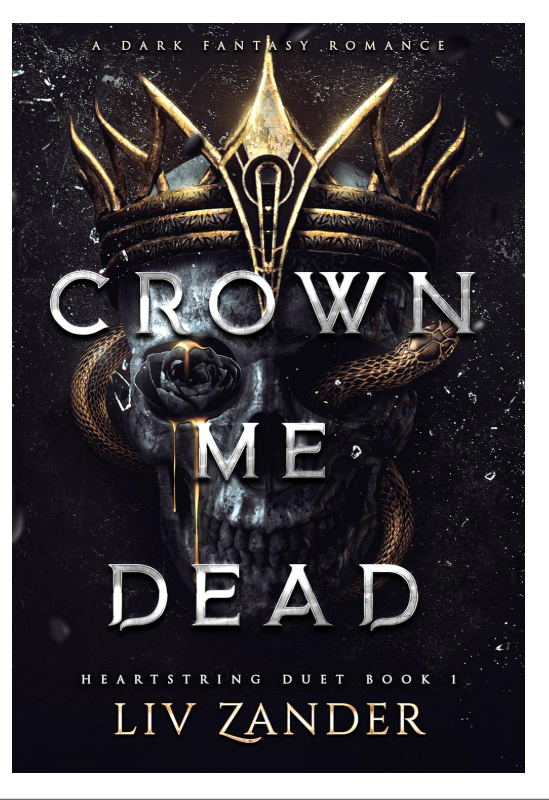 A DARK FANTASY ROMANCE
CROWN
ME
DEAD
HEARTSTRING DUET BOOK 1
LIV ZANDER